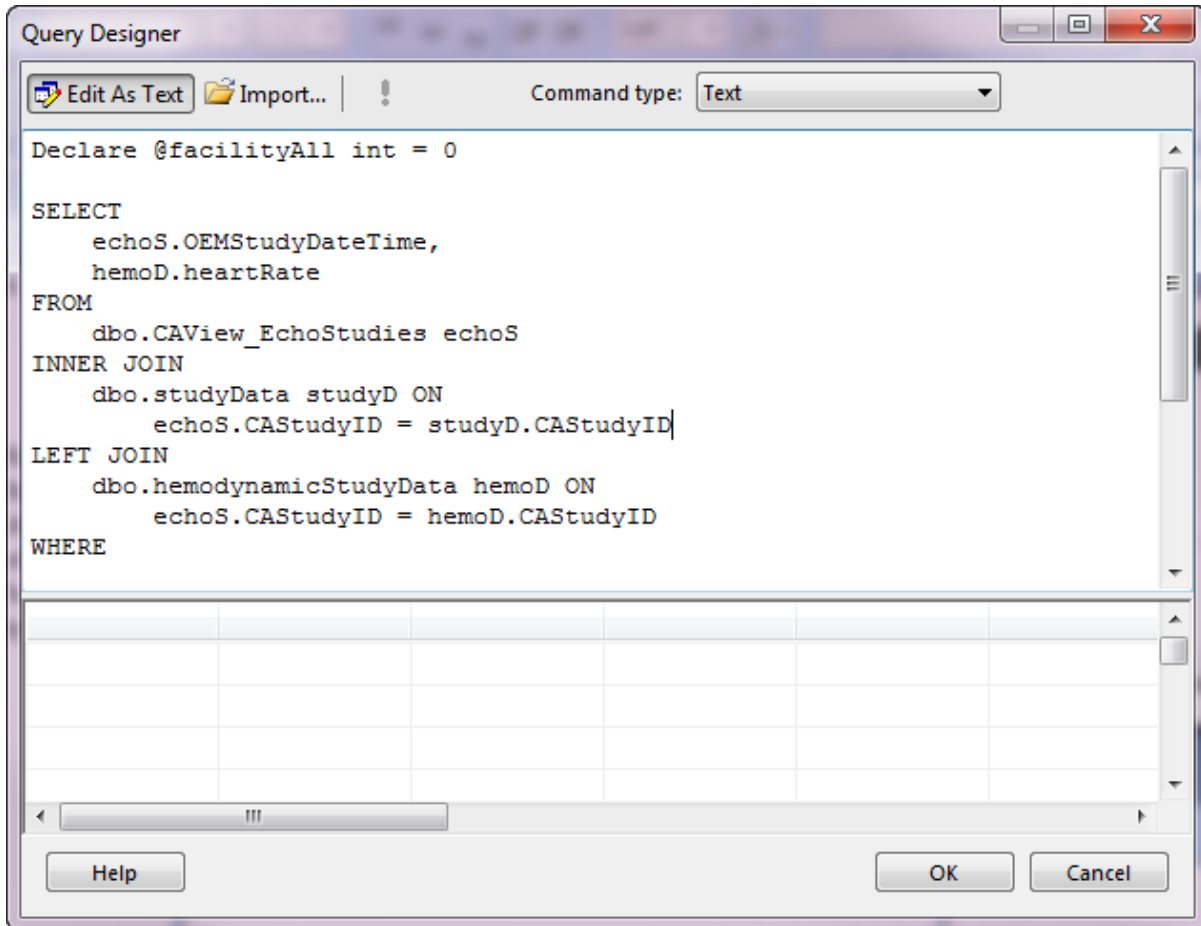 Query Designer
Edit As Text Import... Command type: Text
Declare @facilityAll int = 0
SELECT
echoS.OEMStudyDateTime,
hemoD.heartRate
FROM
dbo.CAView_EchoStudies echoS
INNER JOIN
dbo.studyData studyD ON
echoS.CAStudyID = studyD.CAStudyID
LEFT JOIN
dbo.hemodynamicStudyData hemoD ON
echoS.CAStudyID = hemoD.CAStudyID
WHERE
Help OK Cancel